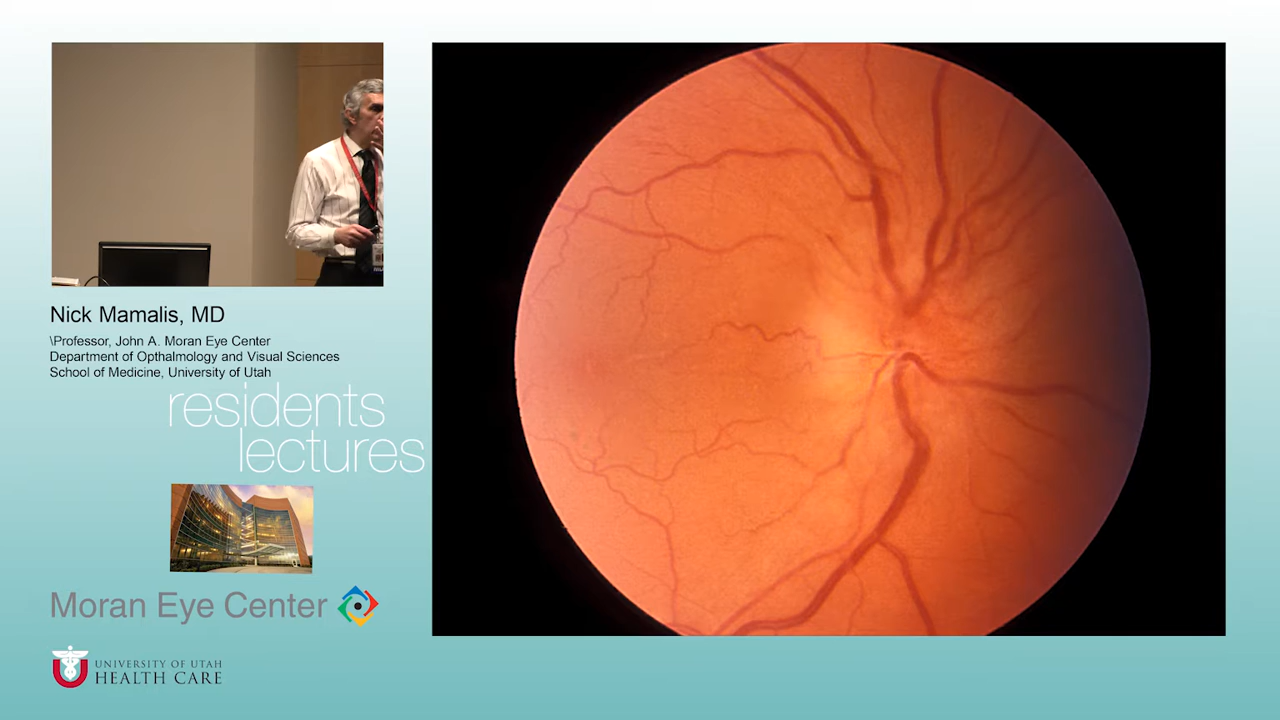 Nick Mamalis, MD
\Professor, John A. Moran Eye Center
Department of Opthalmology and Visual Sciences
School of Medicine, University of Utah
residents
lectures
Moran Eye Center
UNIVERSITY OF UTAH
HEALTH CARE